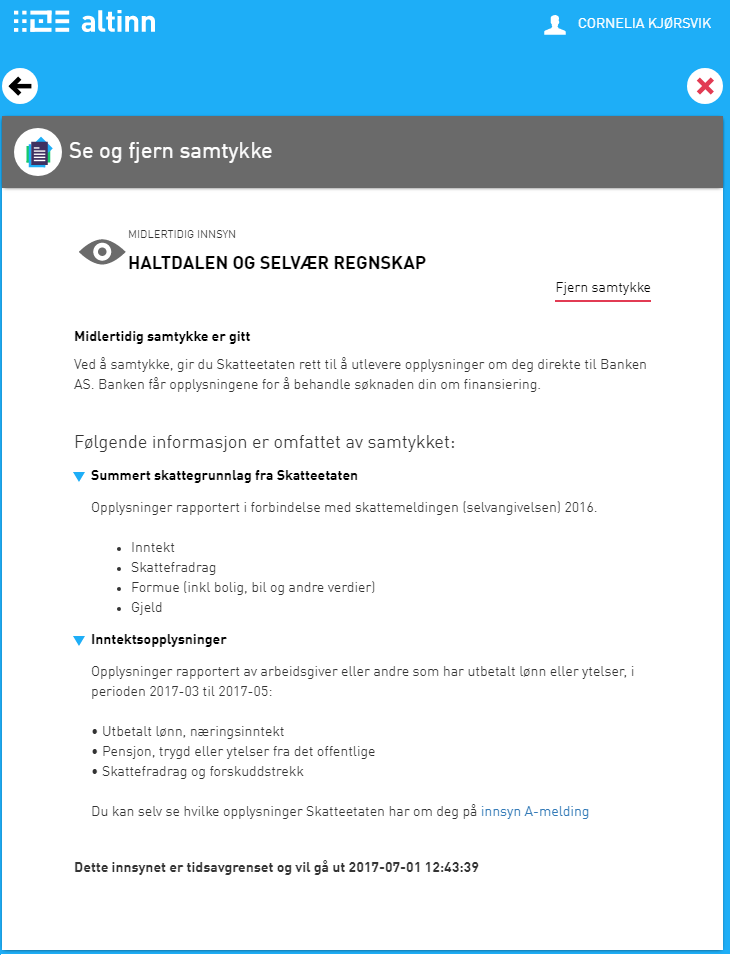 altinn
CORNELIA KJØRSVIK
Se og fjern samtykke
MIDLERTIDIG INNSYN
HALTDALEN OG SELVÆR REGNSKAP
Fjern samtykke
Midlertidig samtykke er gitt
Ved å samtykke, gir du Skatteetaten rett til å utlevere opplysninger om deg direkte til Banken
AS. Banken får opplysningene for å behandle søknaden din om finansiering.
Følgende informasjon er omfattet av samtykket:
Summert skattegrunnlag fra Skatteetaten
Opplysninger rapportert i forbindelse med skattemeldingen (selvangivelsen) 2016.
• Inntekt
• Skattefradrag
• Formue (inkl bolig, bil og andre verdier)
• Gjeld
Inntektsopplysninger
Opplysninger rapportert av arbeidsgiver eller andre som har utbetalt lønn eller ytelser, i
perioden 2017-03 til 2017-05:
• Utbetalt lønn, næringsinntekt
• Pensjon, trygd eller ytelser fra det offentlige
• Skattefradrag og forskuddstrekk
Du kan selv se hvilke opplysninger Skatteetaten har om deg på innsyn A-melding
Dette innsynet er tidsavgrenset og vil gå ut 2017-07-01 12:43:39